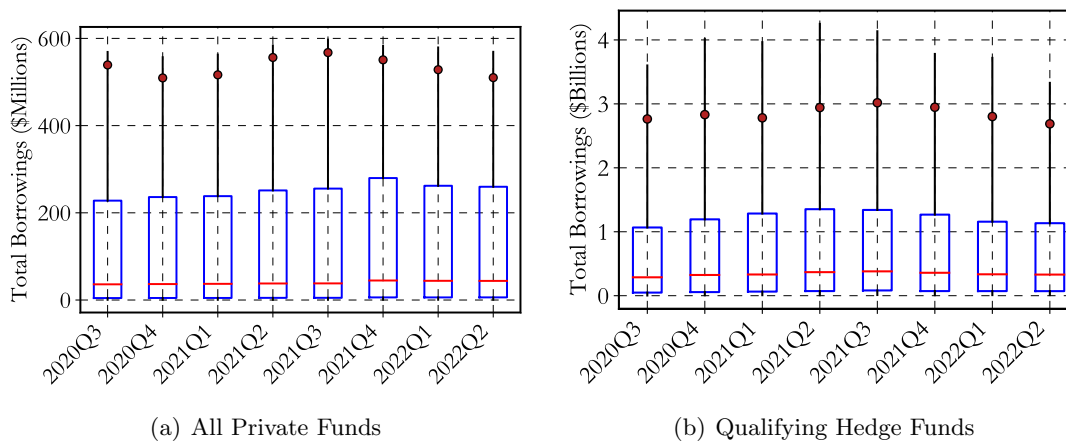 Total Borrowings ($Millions)
600
400
200
0
2020Q3
2020Q4
2021Q1
2021Q2
2021Q3
2021Q4
2022Q1
2022Q2
(a) All Private Funds
Total Borrowings ($Billions)
4
3
2
1
0
2020Q3
2020Q4
2021Q1
2021Q2
2021Q3
2021Q4
2022Q1
2022Q2
(b) Qualifying Hedge Funds